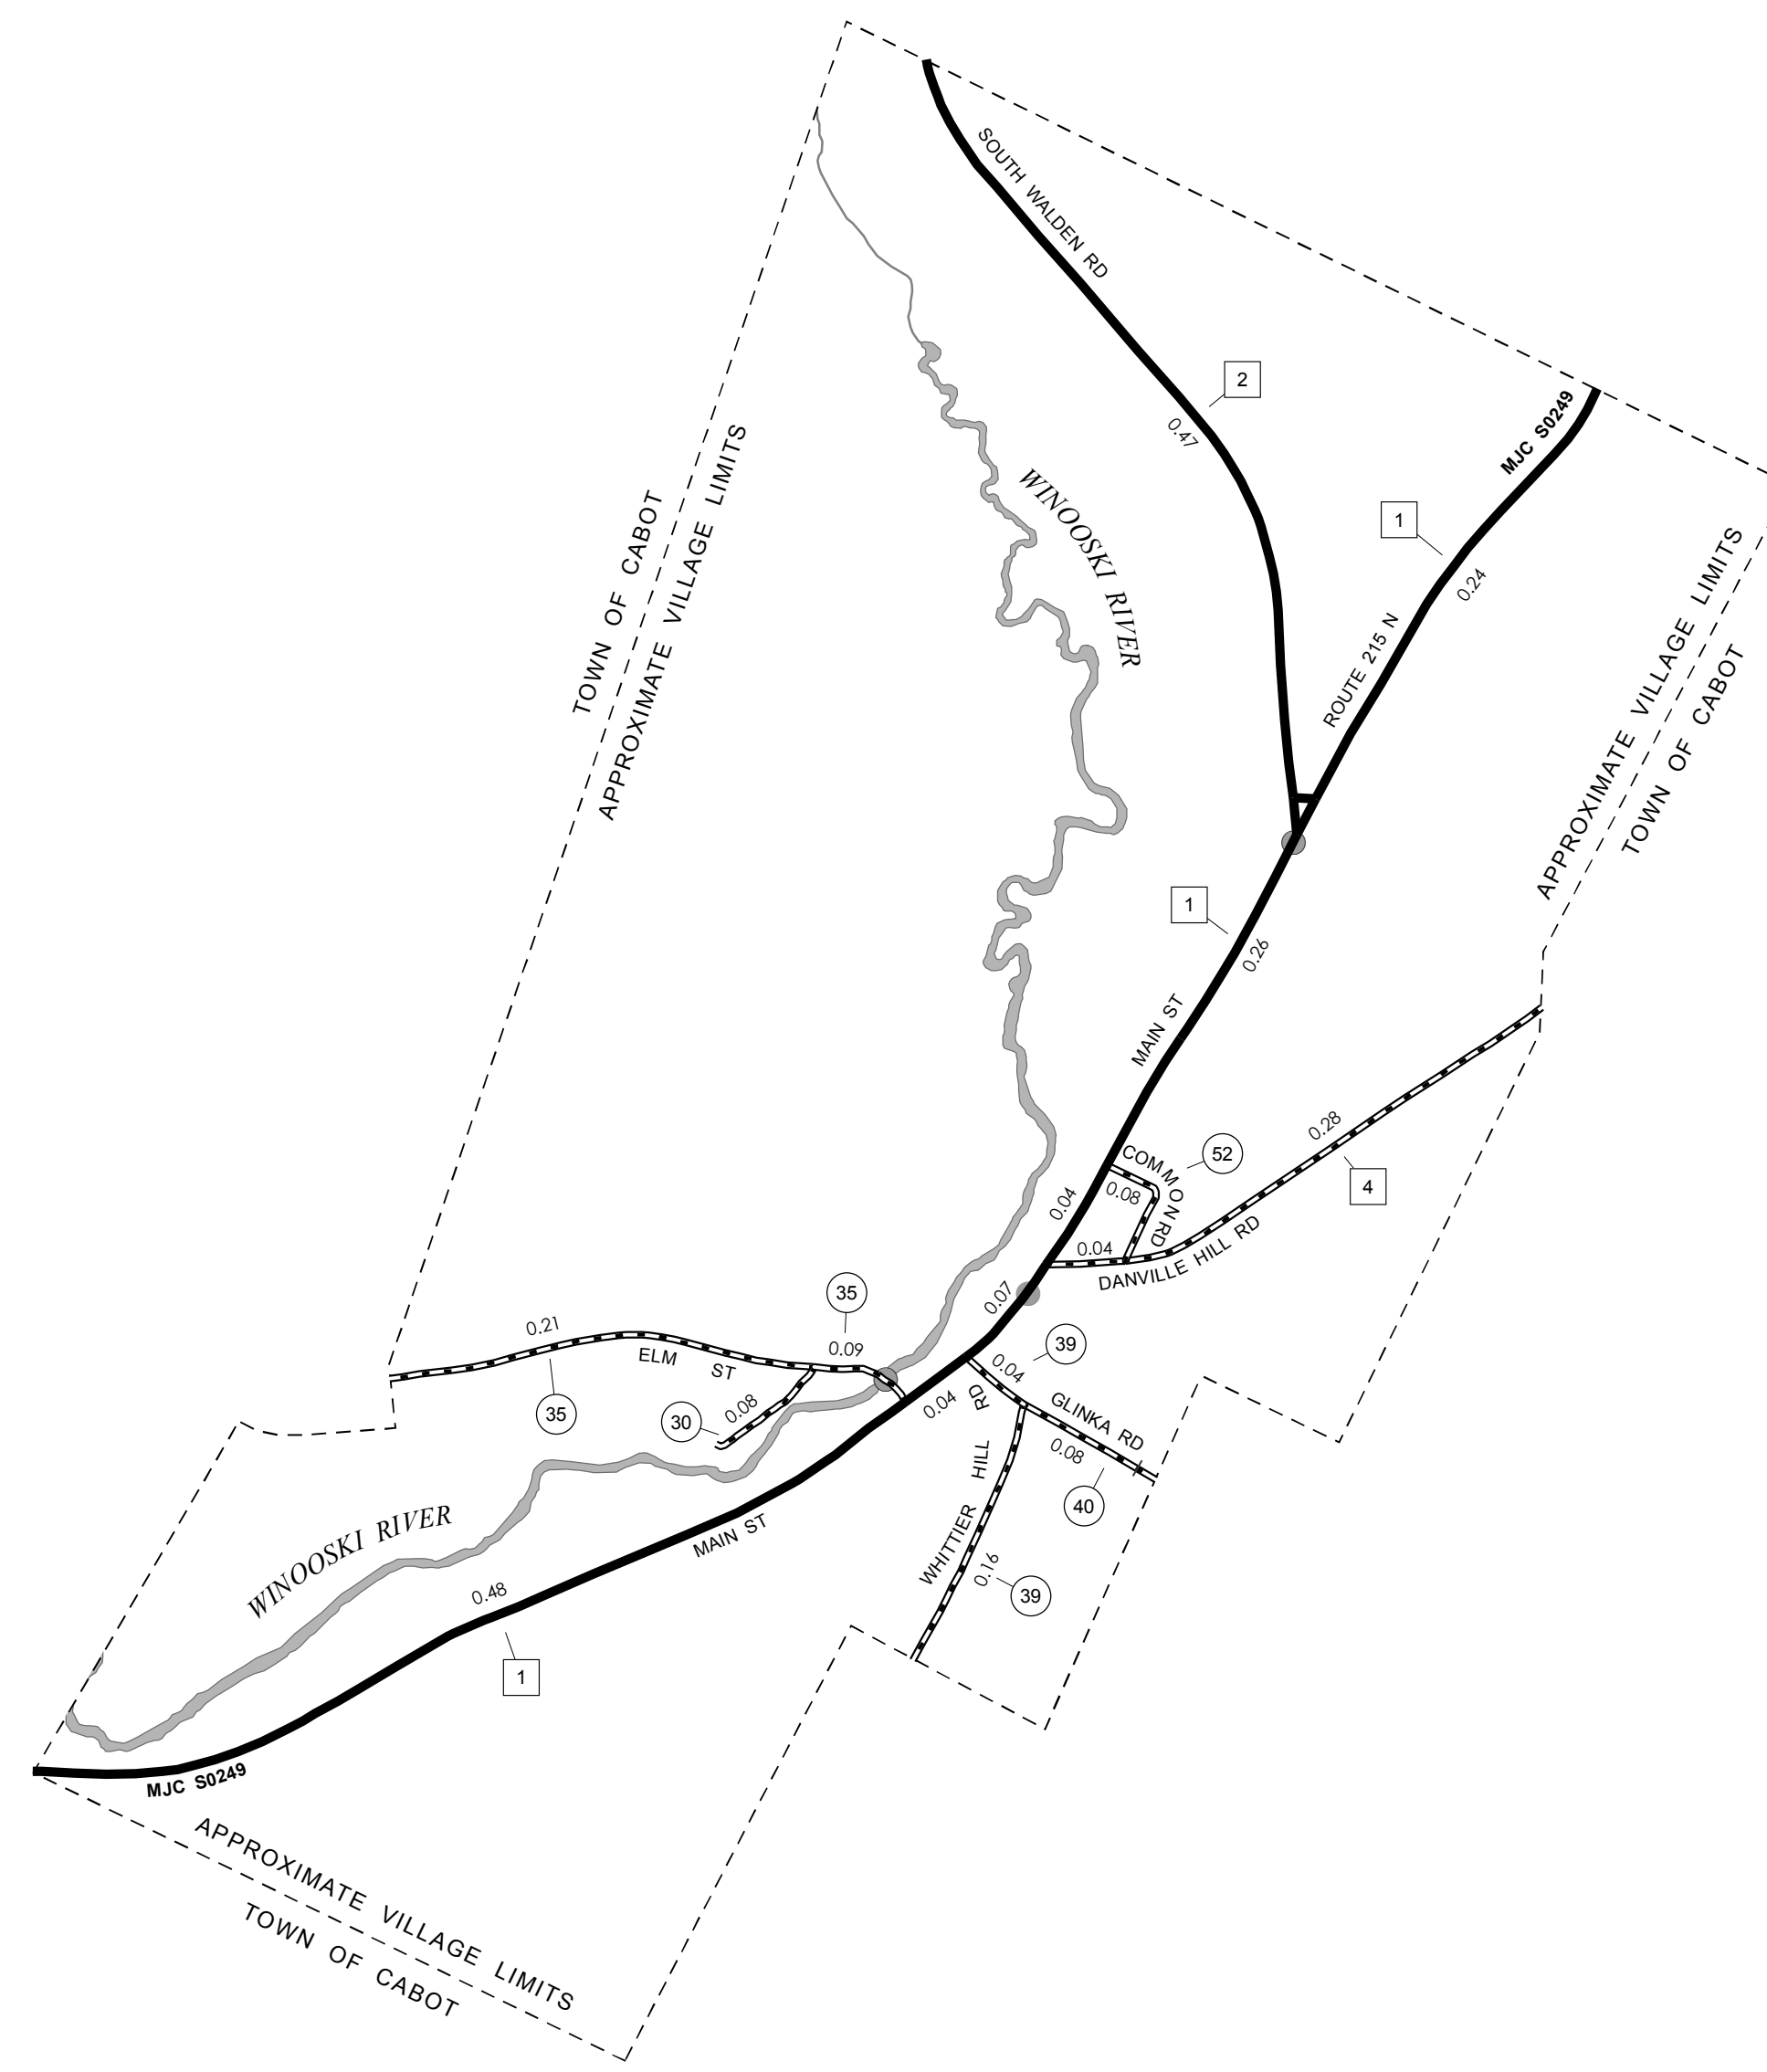 SOUTH WALDEN RD
2
0.47
MJC S0249
1
0.24
WINOOSKI RIVER
TOWN OF CABOT
APPROXIMATE VILLAGE LIMITS
ROUTE 215 N
APPROXIMATE VILLAGE LIMITS
TOWN OF CABOT
1
0.26
MAIN ST
0.28
4
COMMON RD
52
0.08
0.04
0.04
DANVILLE HILL RD
35
0.07
0.21
0.09
ELM ST
39
0.04
35
30
0.08
0.04
GLINKA RD
0.08
40
WHITTIER HILL RD
0.16
39
WINOOSKI RIVER
MAIN ST
0.48
1
MJC S0249
APPROXIMATE VILLAGE LIMITS
TOWN OF CABOT